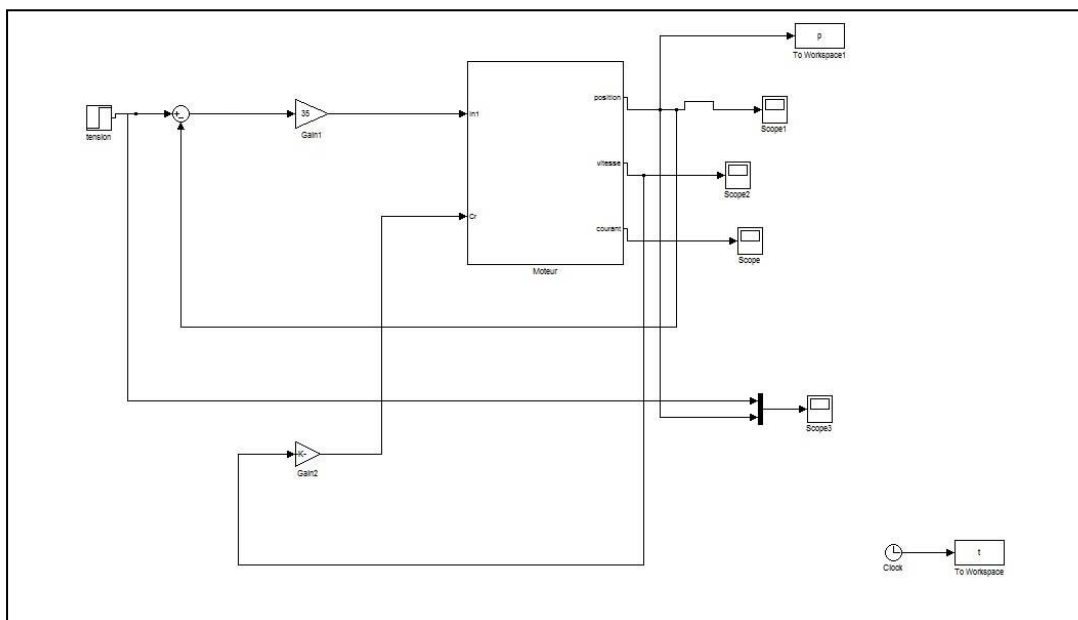 p
To Workspace1
position
tension
+
-
35
Gain1
In1
Scope1
vitesse
Scope2
Cr
courant
Scope
Moteur
Scope3
-K-
Gain2
Clock
t
To Workspace